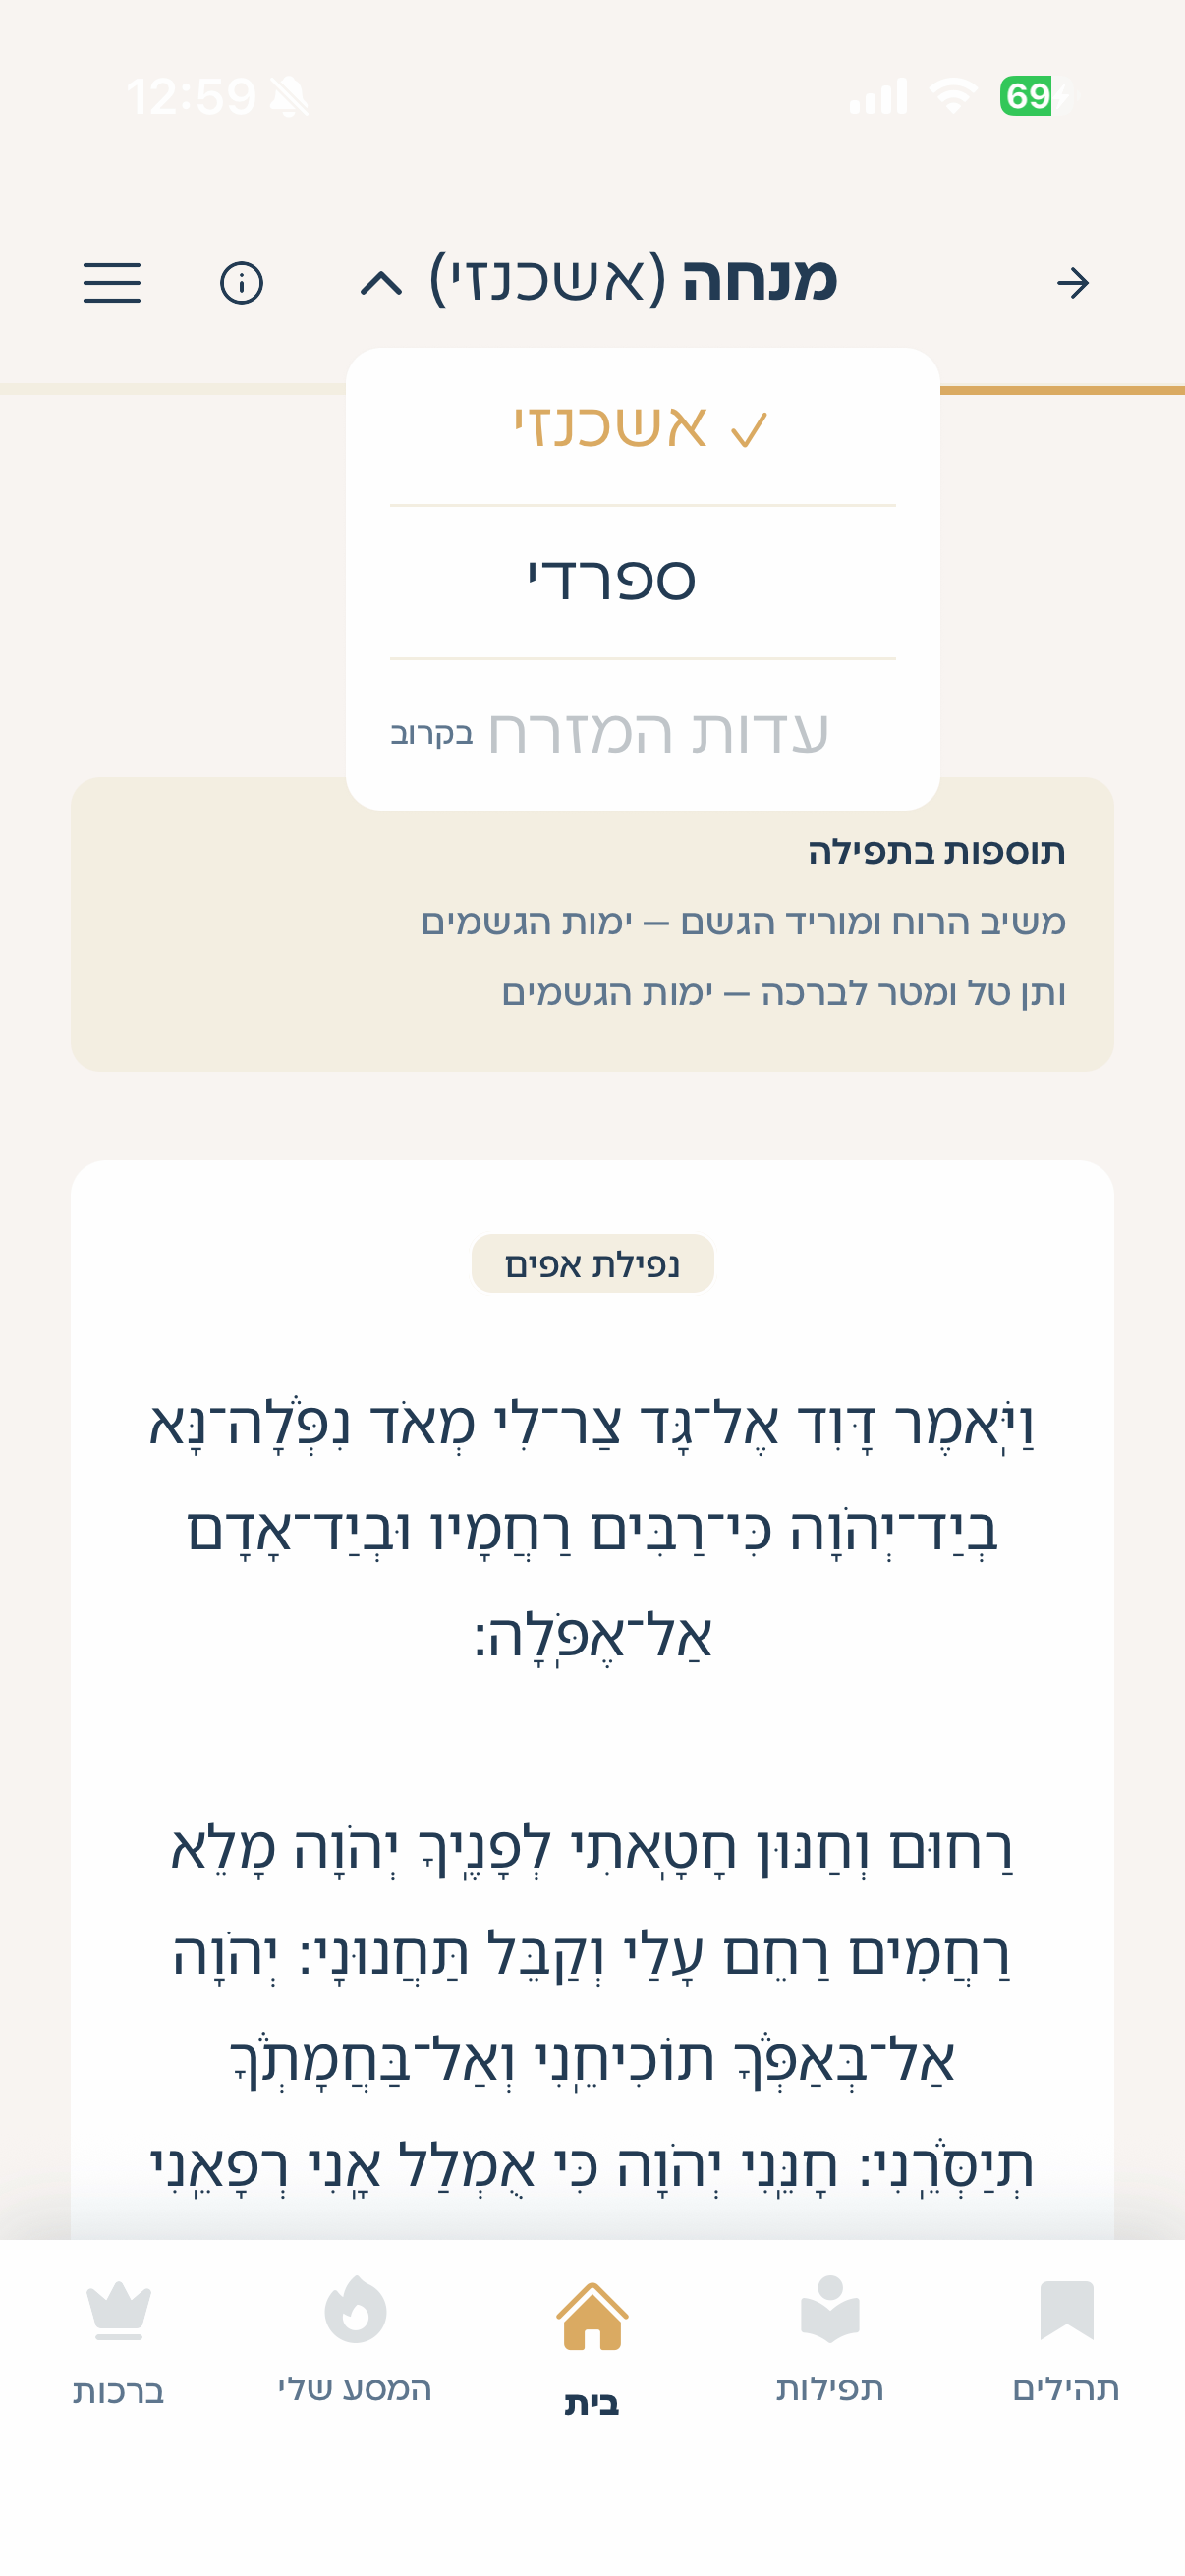 12:59
69
מנחה (אשכנזי)
אשכנזי
ספרדי
עדות המזרח בקרוב
תוספות בתפילה
משיב הרוח ומוריד הגשם – ימות הגשמים
ותן טל ומטר לברכה – ימות הגשמים
נפילת אפים
וַיֹּֽאמֶר דָּוִד אֶל־גָּד צַר־לִי מְאֹד נִפְּ֯לָה־נָּא
בְיַד־יְהֹוָה כִּי־רַבִּים רַחֲמָיו וּבְיַד־אָדָם
אַל־אֶפֹּֽלָה:
רַחוּם וְחַנּוּן חָטָֽאתִי לְפָנֶֽיךָ יְהֹוָה מָלֵא
רַחֲמִים רַחֵם עָלַי וְקַבֵּל תַּחֲנוּנָי: יְהֹוָה
אַל־בְּאַפְּ֯ךָ תוֹכִיחֵֽנִי וְאַל־בַּחֲמָתְ֯ךָ
תְיַסְּ֯רֵֽנִי: חָנֵּֽנִי יְהֹוָה כִּי אֻמְלַל אָֽנִי רְפָאֵֽנִי
תהילים
תפילות
בית
המסע שלי
ברכות